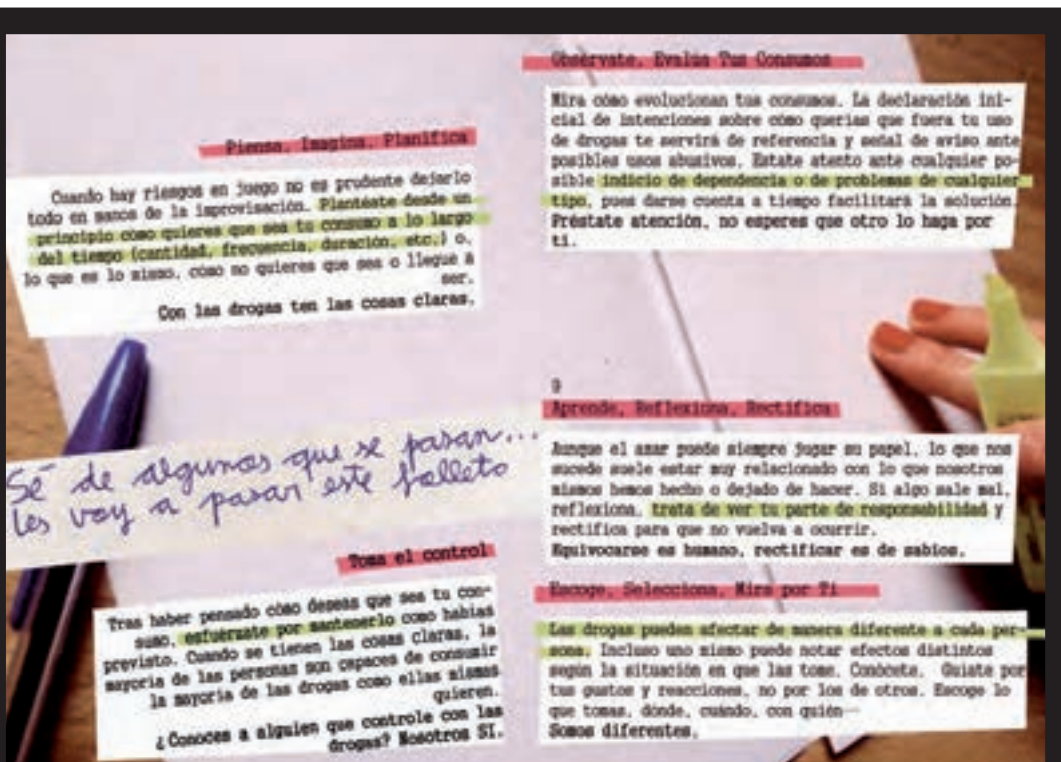 Piensa, Imagina, Planifica
Cuando hay riesgos en juego no es prudente dejarlo
todo en manos de la improvisación. Plantéate desde un
principio cómo quieres que sea tu consumo a lo largo
del tiempo (cantidad, frecuencia, duración, etc.) o,
lo que es lo mismo, cómo no quieres que sea o llegue a
ser.
Con las drogas ten las cosas claras.
Sé de algunos que se pasan...
les voy a pasar este folleto
Toma el control
Tras haber pensado cómo deseas que sea tu con-
sumo, esfuérzate por mantenerlo como habías
previsto. Cuando se tienen las cosas claras, la
mayoría de las personas son capaces de consumir
la mayoría de las drogas como ellas mismas
quieren.
¿Conoces a alguien que controle con las
drogas? Nosotros SI.
Obsérvate, Evalúa Tus Consumos
Mira cómo evolucionan tus consumos. La declaración ini-
cial de intenciones sobre cómo querías que fuera tu uso
de drogas te servirá de referencia y señal de aviso ante
posibles usos abusivos. Estate atento ante cualquier po-
sible indicio de dependencia o de problemas de cualquier
tipo, pues darse cuenta a tiempo facilitará la solución.
Préstate atención, no esperes que otro lo haga por
ti.
9
Aprende, Reflexiona, Rectifica
Aunque el azar puede siempre jugar su papel, lo que nos
sucede suele estar muy relacionado con lo que nosotros
mismos hemos hecho o dejado de hacer. Si algo sale mal,
reflexiona, trata de ver tu parte de responsabilidad y
rectifica para que no vuelva a ocurrir.
Equivocarse es humano, rectificar es de sabios.
Escoge, Selecciona, Mira por Ti
Las drogas pueden afectar de manera diferente a cada per-
sona. Incluso uno mismo puede notar efectos distintos
según la situación en que las tome. Conócete. Guíate por
tus gustos y reacciones, no por los de otros. Escoge lo
que tomas, dónde, cuándo, con quién…
Somos diferentes.